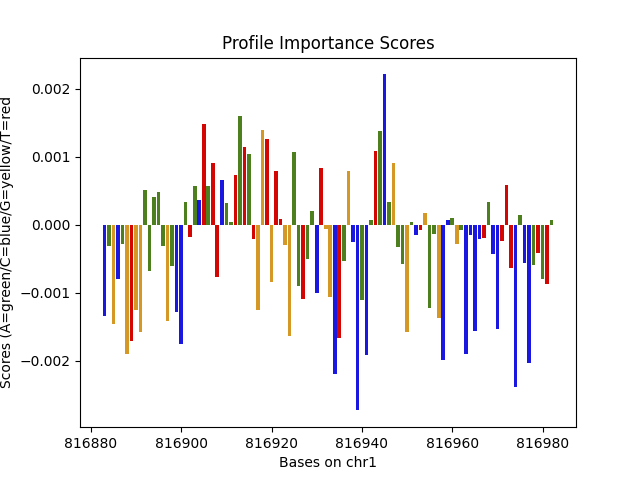 Profile Importance Scores
Scores (A=green/C=blue/G=yellow/T=red
0.002
0.001
0.000
−0.001
−0.002
816880 816900 816920 816940 816960 816980
Bases on chr1